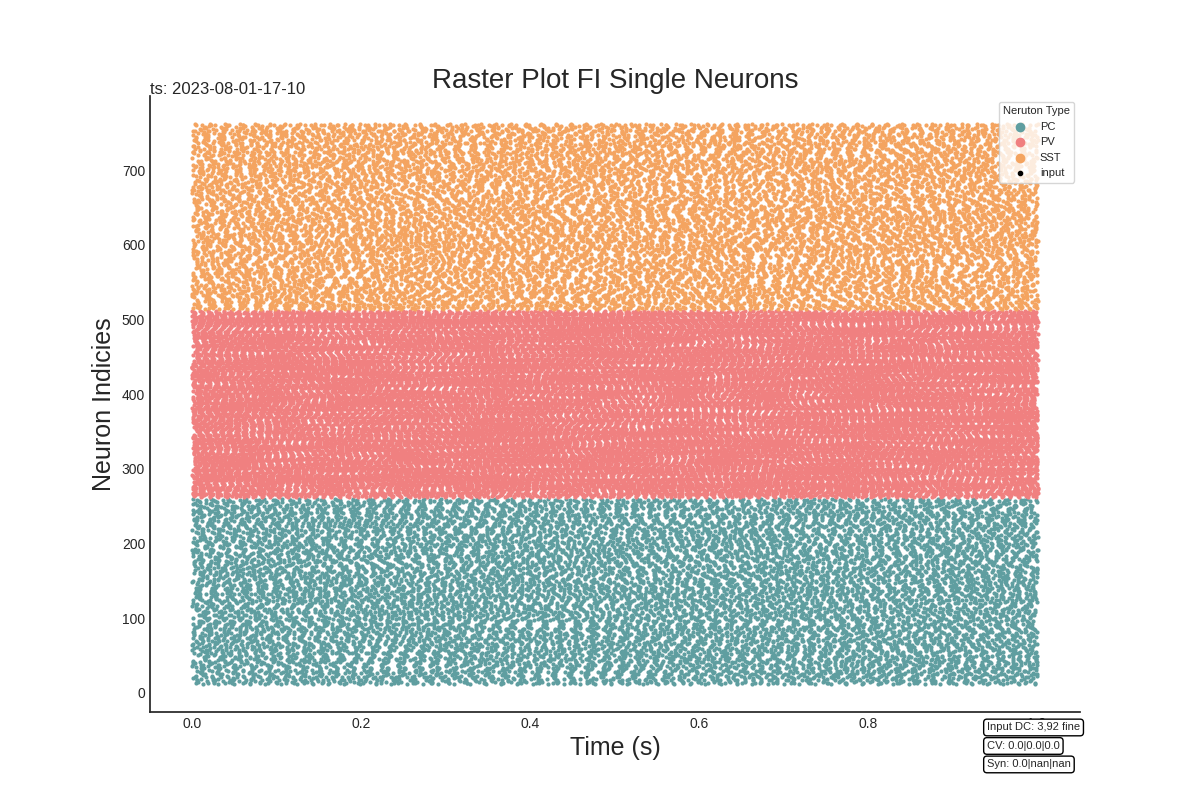 Raster Plot FI Single Neurons
ts: 2023-08-01-17-10
Neruton Type
PC
PV
SST
input
Neuron Indicies
700
600
500
400
300
200
100
0
0.0 0.2 0.4 0.6 0.8
Time (s)
Input DC: 3,92 fine
CV: 0.0|0.0|0.0
Syn: 0.0|nan|nan